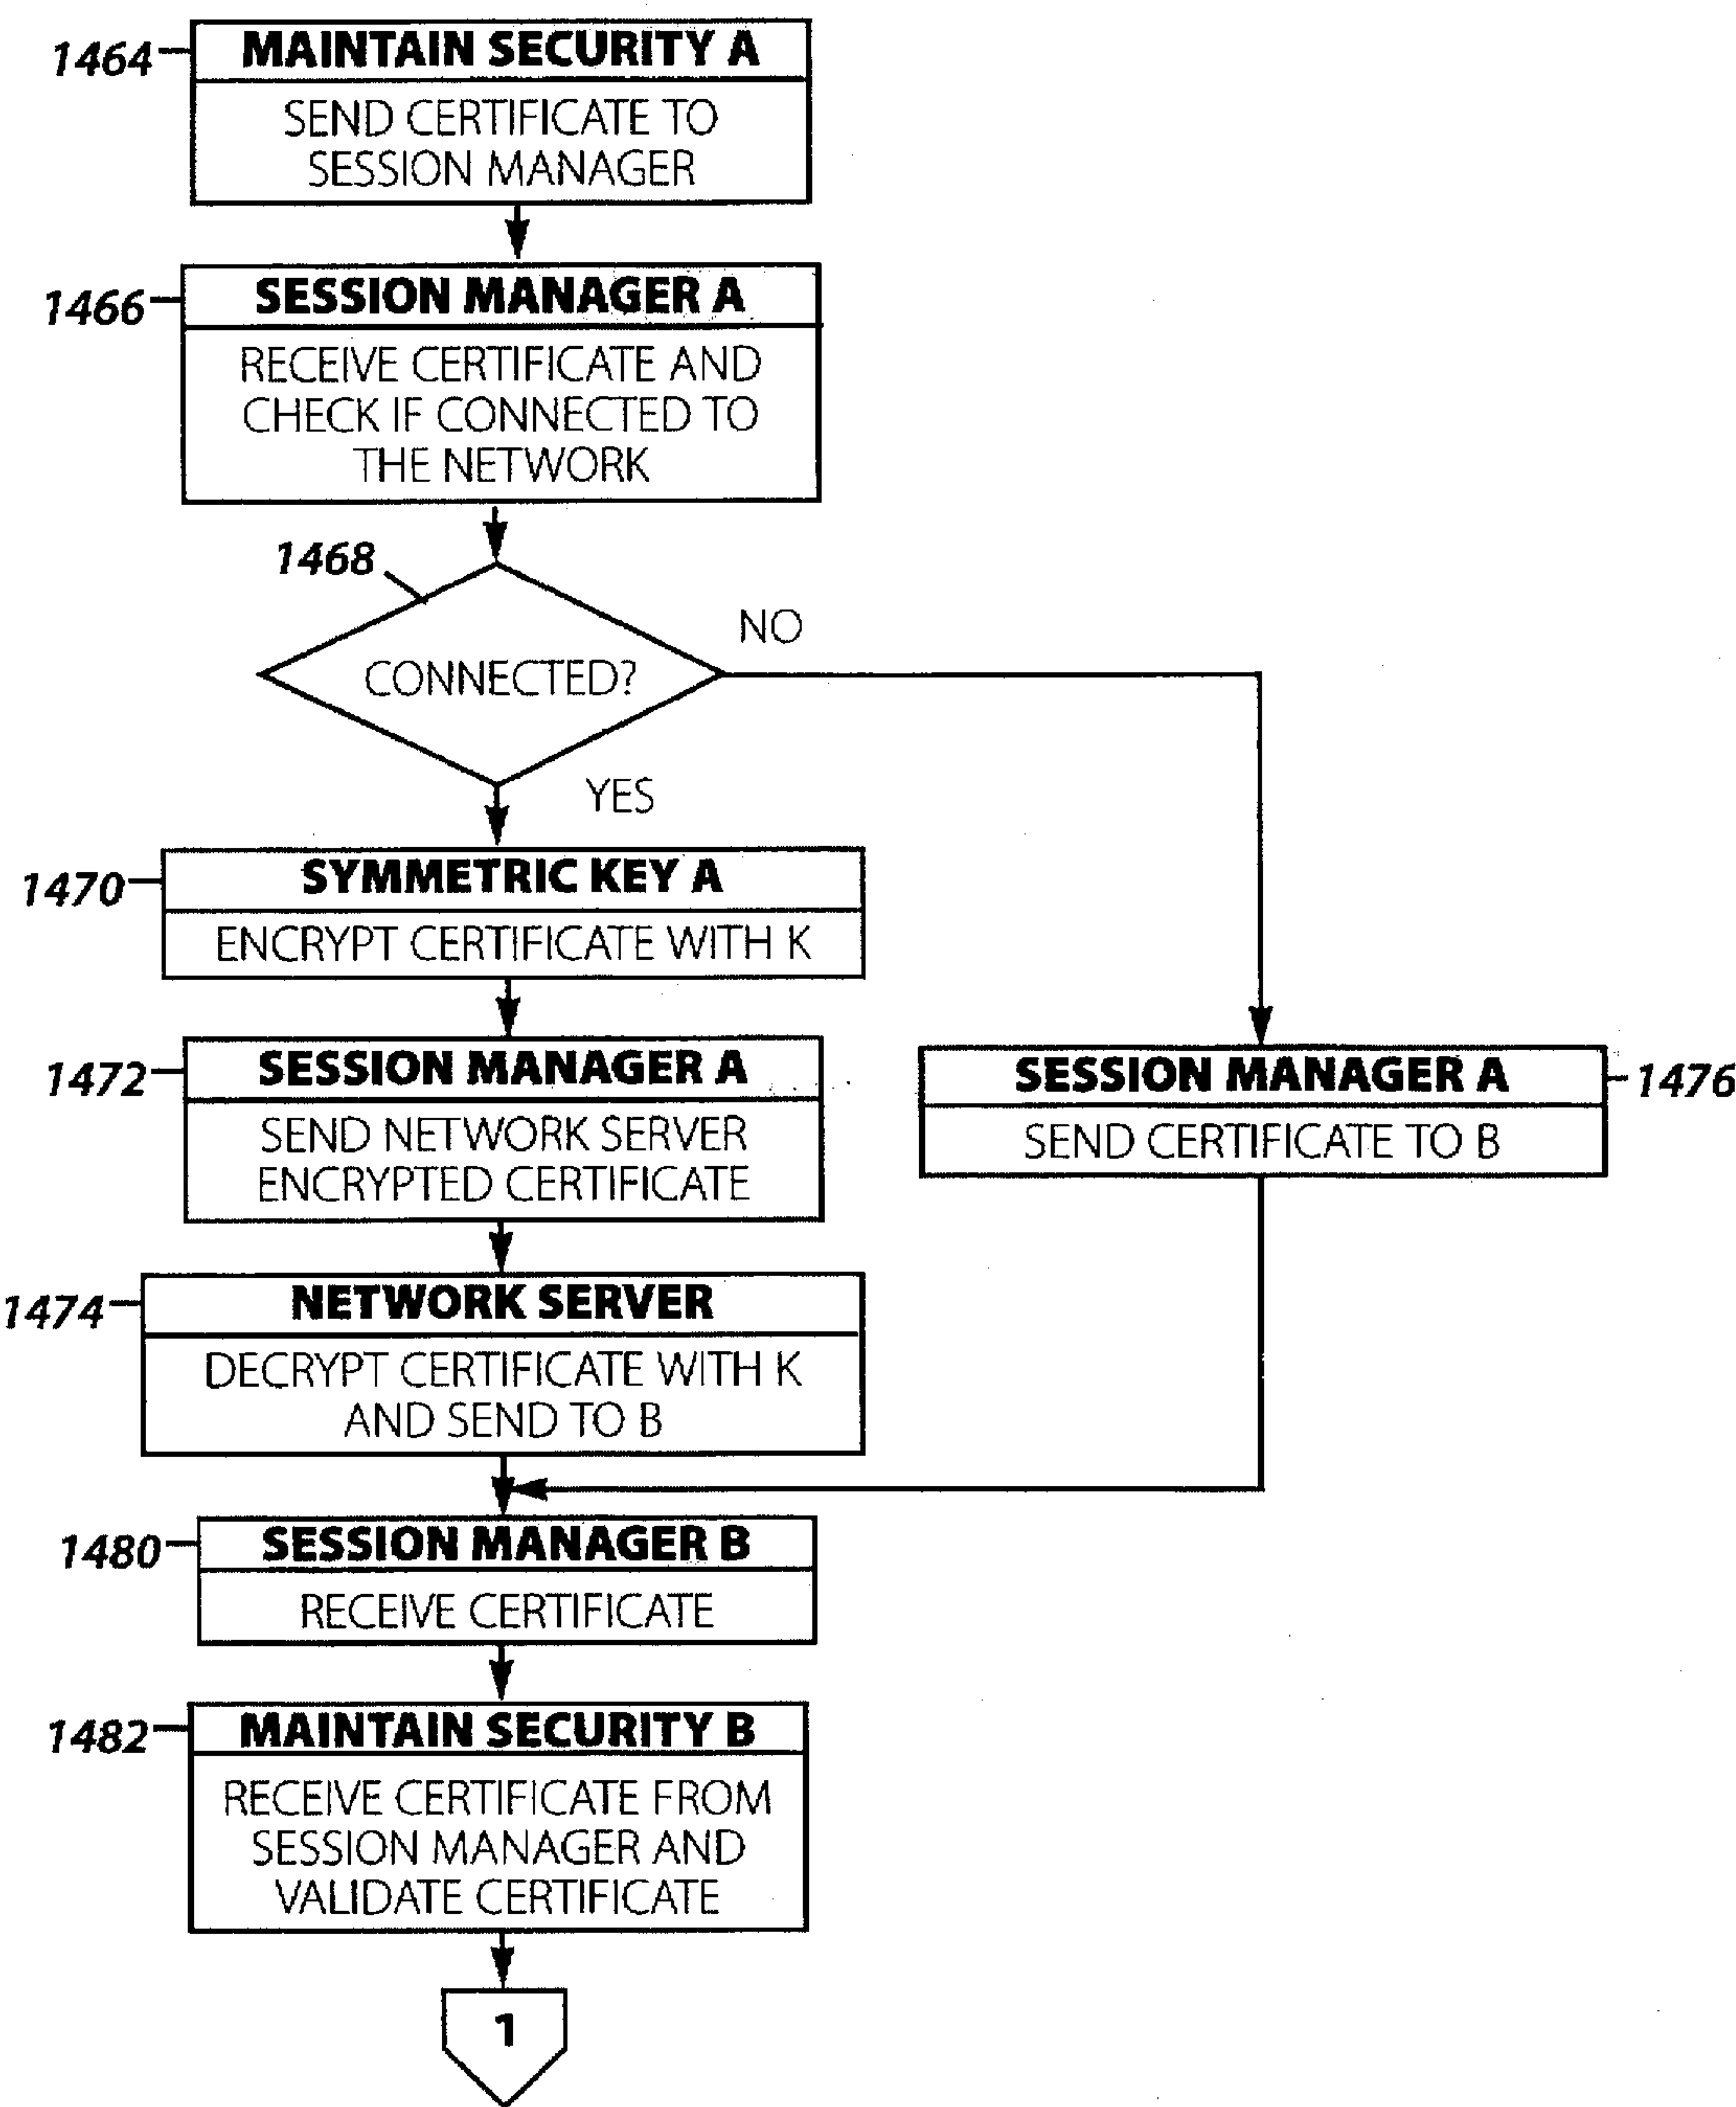 1464
MAINTAIN SECURITY A
SEND CERTIFICATE TO
SESSION MANAGER
1466
SESSION MANAGER A
RECEIVE CERTIFICATE AND
CHECK IF CONNECTED TO
THE NETWORK
1468
CONNECTED?
NO
YES
1470
SYMMETRIC KEY A
ENCRYPT CERTIFICATE WITH K
1472
SESSION MANAGER A
SEND NETWORK SERVER
ENCRYPTED CERTIFICATE
SESSION MANAGER A
1476
SEND CERTIFICATE TO B
1474
NETWORK SERVER
DECRYPT CERTIFICATE WITH K
AND SEND TO B
1480
SESSION MANAGER B
RECEIVE CERTIFICATE
1482
MAINTAIN SECURITY B
RECEIVE CERTIFICATE FROM
SESSION MANAGER AND
VALIDATE CERTIFICATE
1